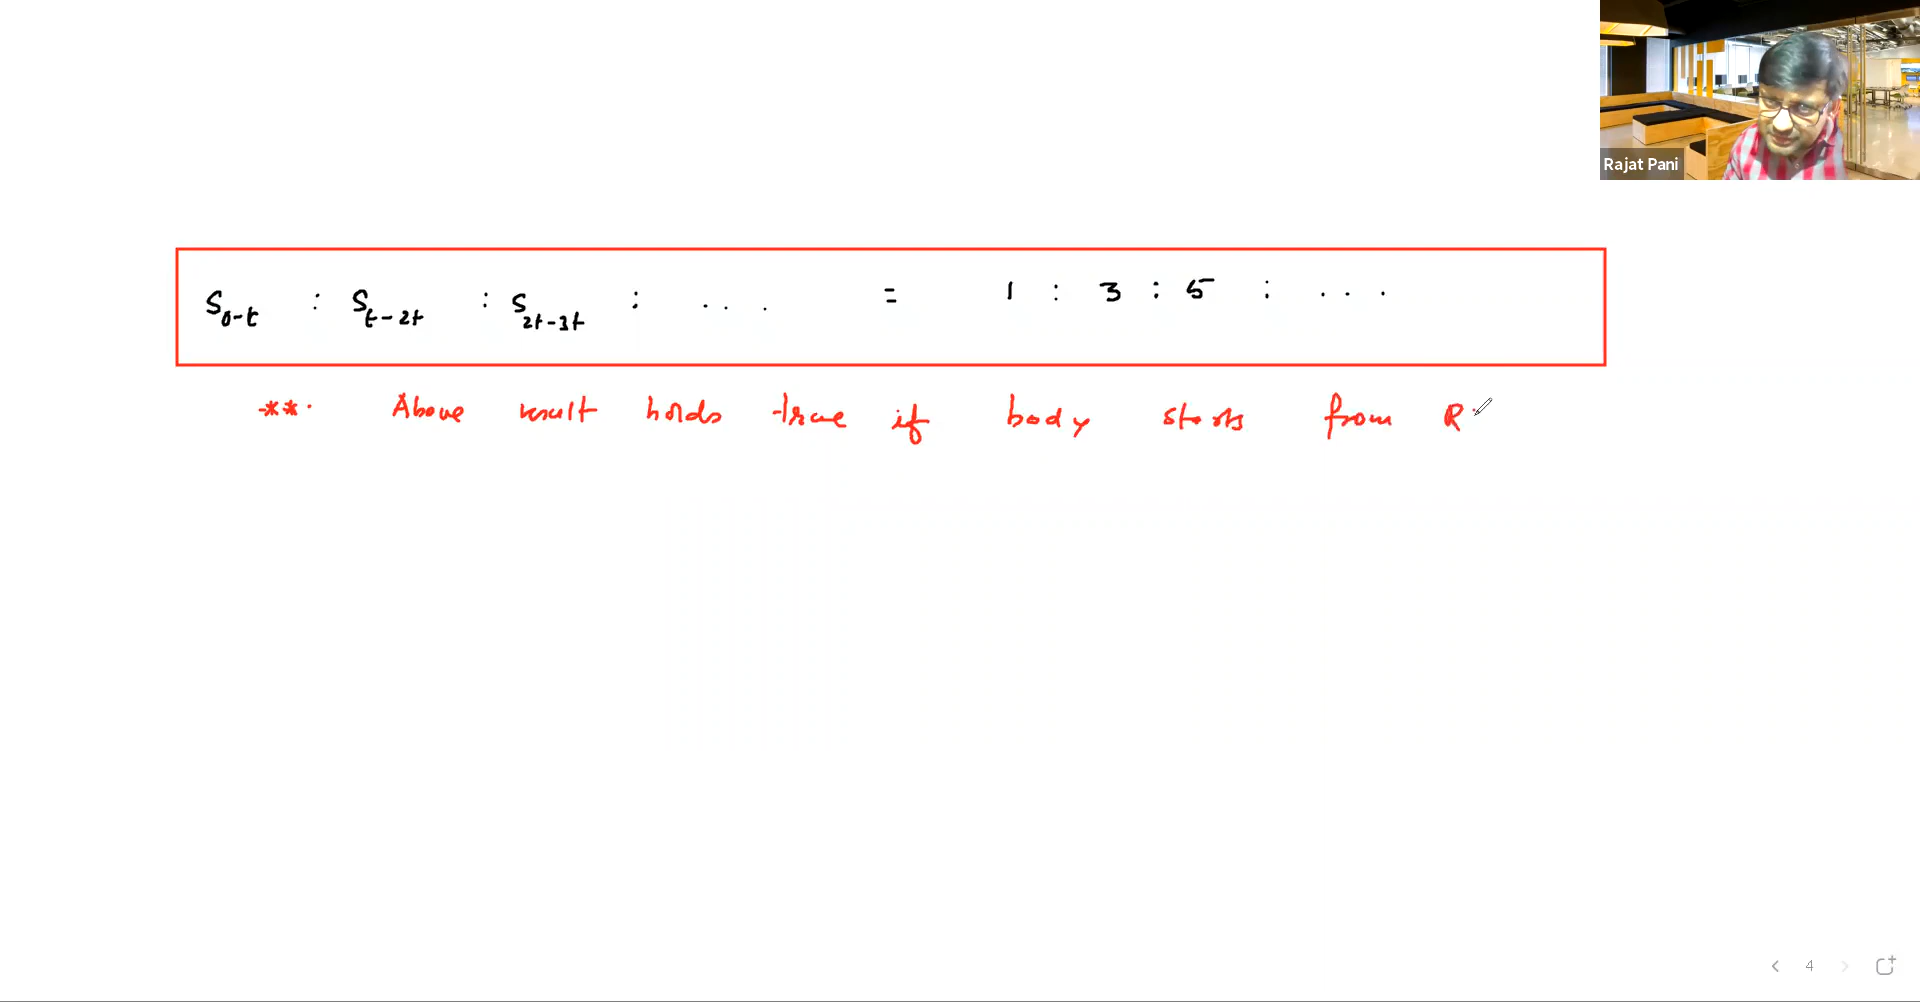 Rajat Pani
S0-t : St-2t : S2t-3t : ... = 1 : 3 : 5 : ...
**. Above result holds true if body starts from R
4